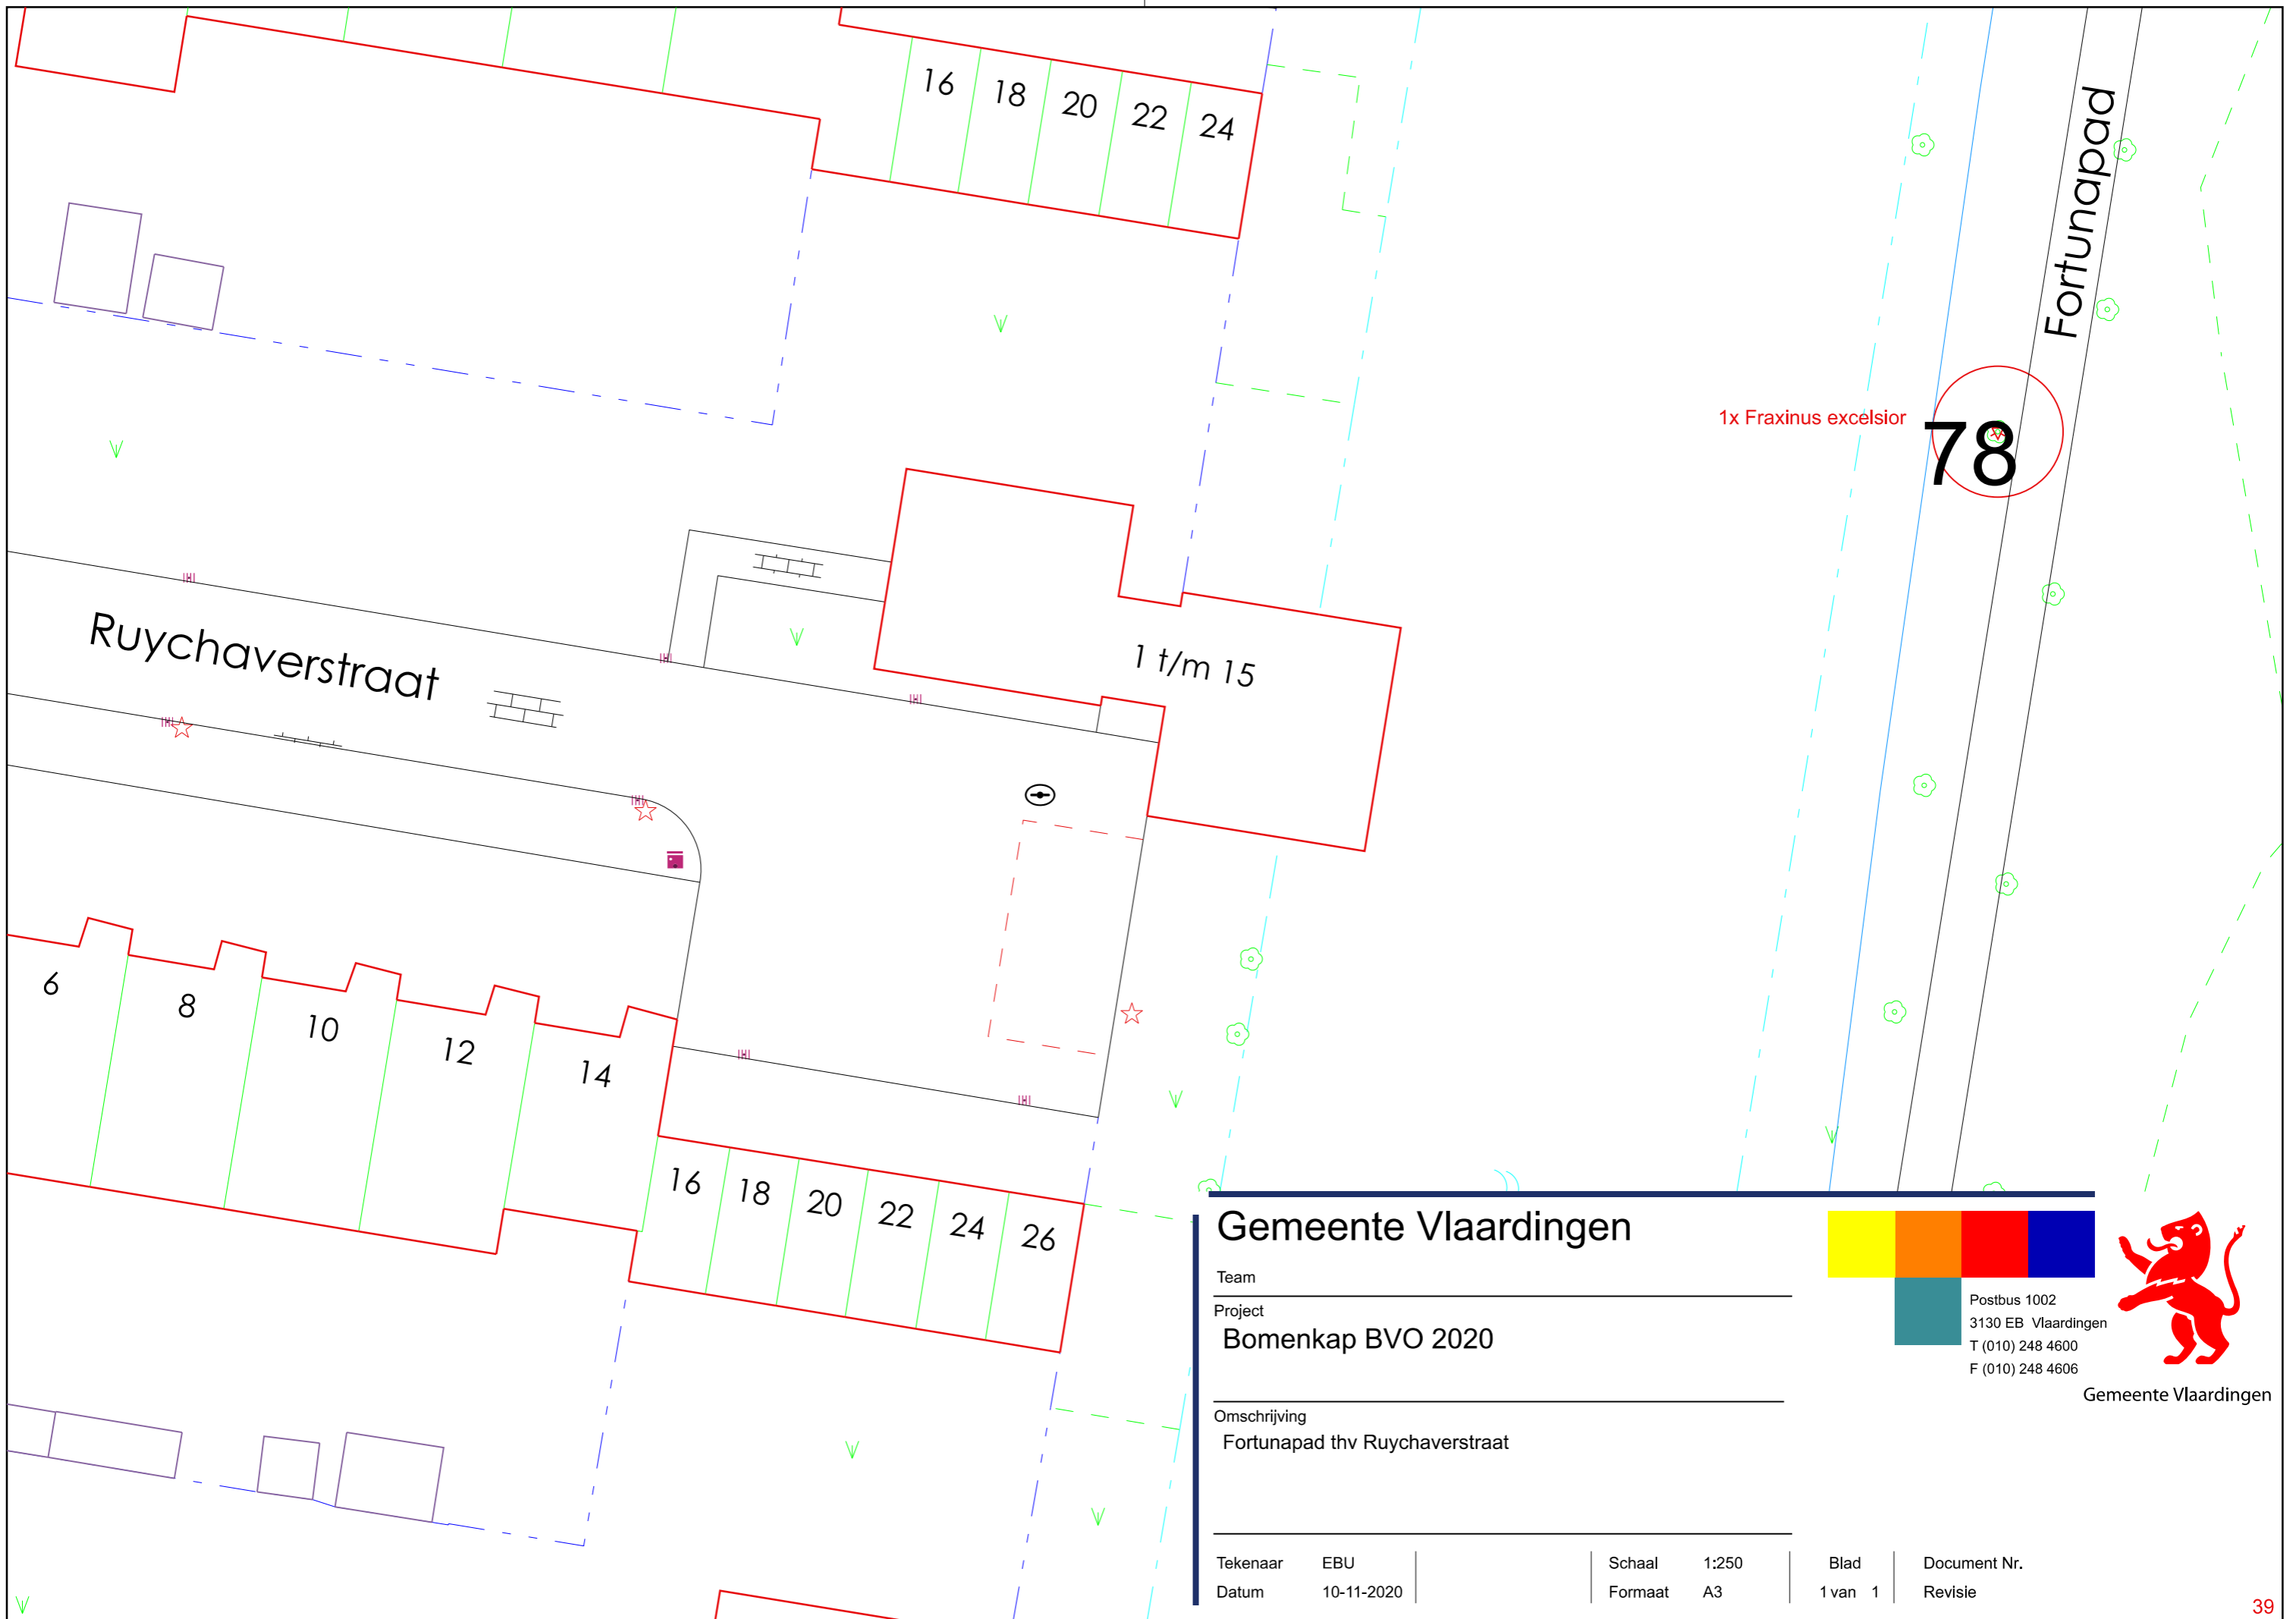 16 18 20 22 24
Fortunapad
1x Fraxinus excelsior
78
Ruychaverstraat
1 t/m 15
6 8 10 12 14
16 18 20 22 24 26
Gemeente Vlaardingen
Team
Project
Bomenkap BVO 2020
Omschrijving
Fortunapad thv Ruychaverstraat
Postbus 1002
3130 EB Vlaardingen
T (010) 248 4600
F (010) 248 4606
Gemeente Vlaardingen
Tekenaar EBU Schaal 1:250 Blad Document Nr.
Datum 10-11-2020 Formaat A3 1 van 1 Revisie
39